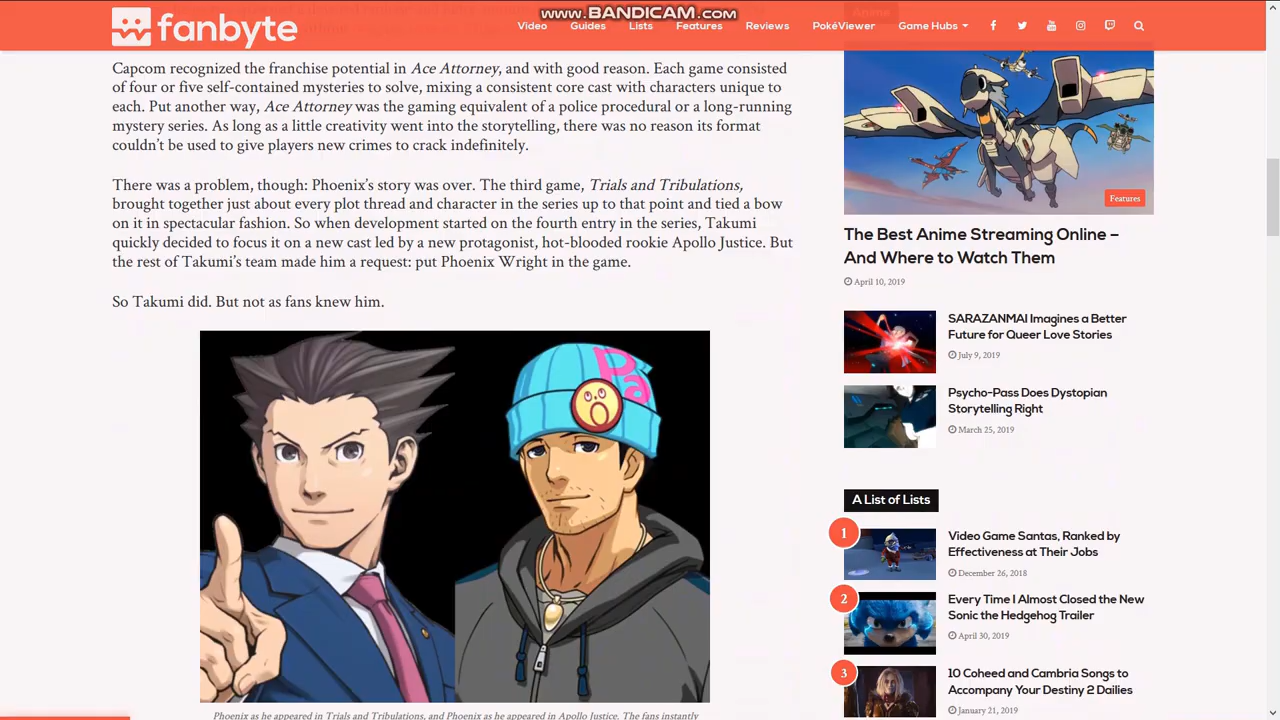 www.BANDICAM.com
fanbyte
Video Guides Lists Features Reviews PokéViewer Game Hubs
Capcom recognized the franchise potential in Ace Attorney, and with good reason. Each game consisted
of four or five self-contained mysteries to solve, mixing a consistent core cast with characters unique to
each. Put another way, Ace Attorney was the gaming equivalent of a police procedural or a long-running
mystery series. As long as a little creativity went into the storytelling, there was no reason its format
couldn't be used to give players new crimes to crack indefinitely.
There was a problem, though: Phoenix's story was over. The third game, Trials and Tribulations,
brought together just about every plot thread and character in the series up to that point and tied a bow
on it in spectacular fashion. So when development started on the fourth entry in the series, Takumi
quickly decided to focus it on a new cast led by a new protagonist, hot-blooded rookie Apollo Justice. But
the rest of Takumi's team made him a request: put Phoenix Wright in the game.
So Takumi did. But not as fans knew him.
Pa
Phoenix as he appeared in Trials and Tribulations, and Phoenix as he appeared in Apollo Justice. The fans instantly
Anime
Features
The Best Anime Streaming Online –
And Where to Watch Them
April 10, 2019
SARAZANMAI Imagines a Better
Future for Queer Love Stories
July 9, 2019
Psycho-Pass Does Dystopian
Storytelling Right
March 25, 2019
A List of Lists
1
Video Game Santas, Ranked by
Effectiveness at Their Jobs
December 26, 2018
2
Every Time I Almost Closed the New
Sonic the Hedgehog Trailer
April 30, 2019
3
10 Coheed and Cambria Songs to
Accompany Your Destiny 2 Dailies
January 21, 2019